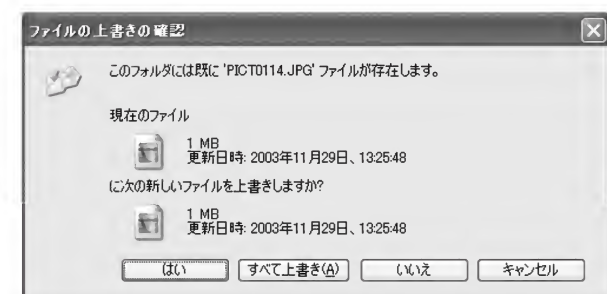 ファイルの上書きの確認
このフォルダには既に 'PICT0114.JPG' ファイルが存在します。
現在のファイル
1 MB
更新日時: 2003年11月29日、13:25:48
に次の新しいファイルを上書きしますか?
1 MB
更新日時: 2003年11月29日、13:25:48
はい すべて上書き(A) いいえ キャンセル